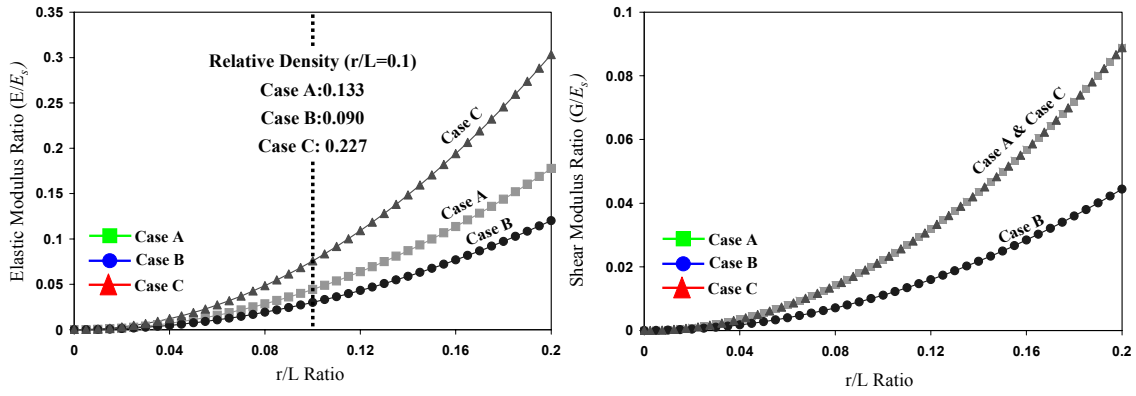 Elastic Modulus Ratio (E/Es)
0.35
0.3
0.25
0.2
0.15
0.1
0.05
0
Relative Density (r/L=0.1)
Case A:0.133
Case B:0.090
Case C: 0.227
Case C
Case A
Case B
Case A
Case B
Case C
0 0.04 0.08 0.12 0.16 0.2
r/L Ratio
Shear Modulus Ratio (G/Es)
0.1
0.08
0.06
0.04
0.02
0
Case A & Case C
Case B
Case A
Case B
Case C
0 0.04 0.08 0.12 0.16 0.2
r/L Ratio